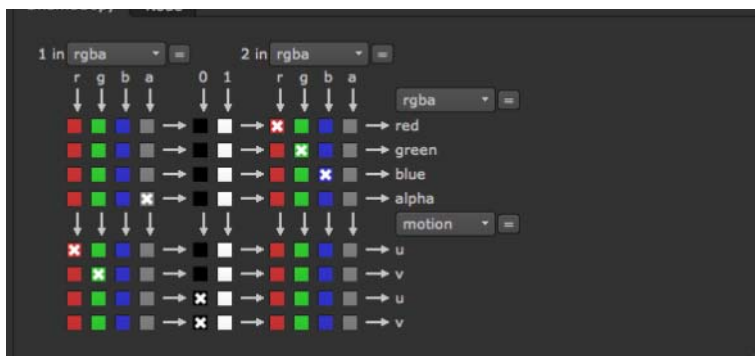 1 in rgba = 2 in rgba =
r g b a 0 1 r g b a
rgba =
red
green
blue
alpha
motion =
u
v
u
v